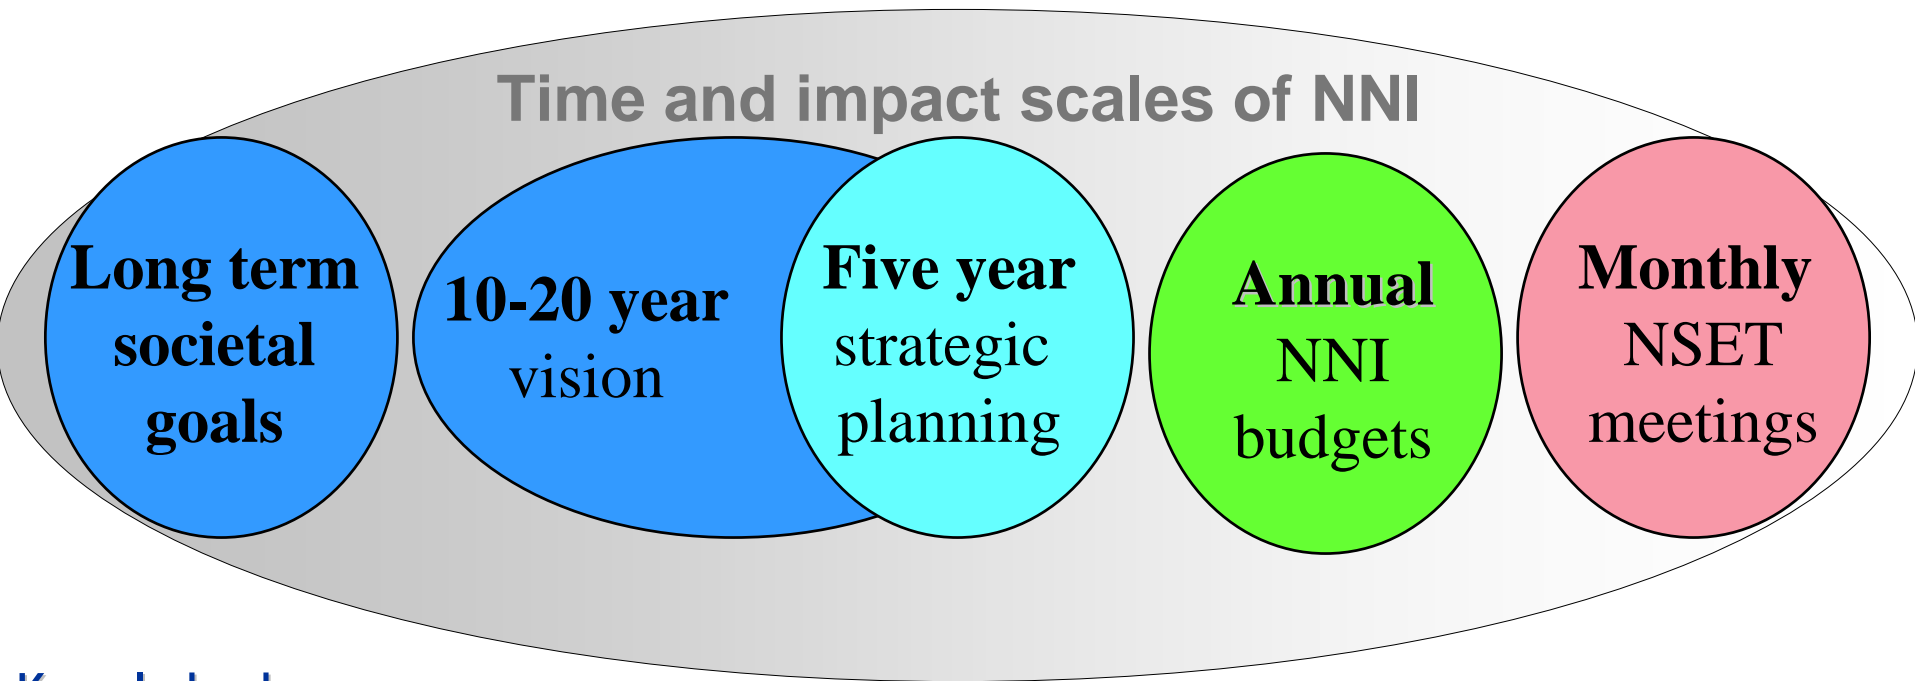 Time and impact scales of NNI
Long term
societal
goals
10-20 year
vision
Five year
strategic
planning
Annual
NNI
budgets
Monthly
NSET
meetings